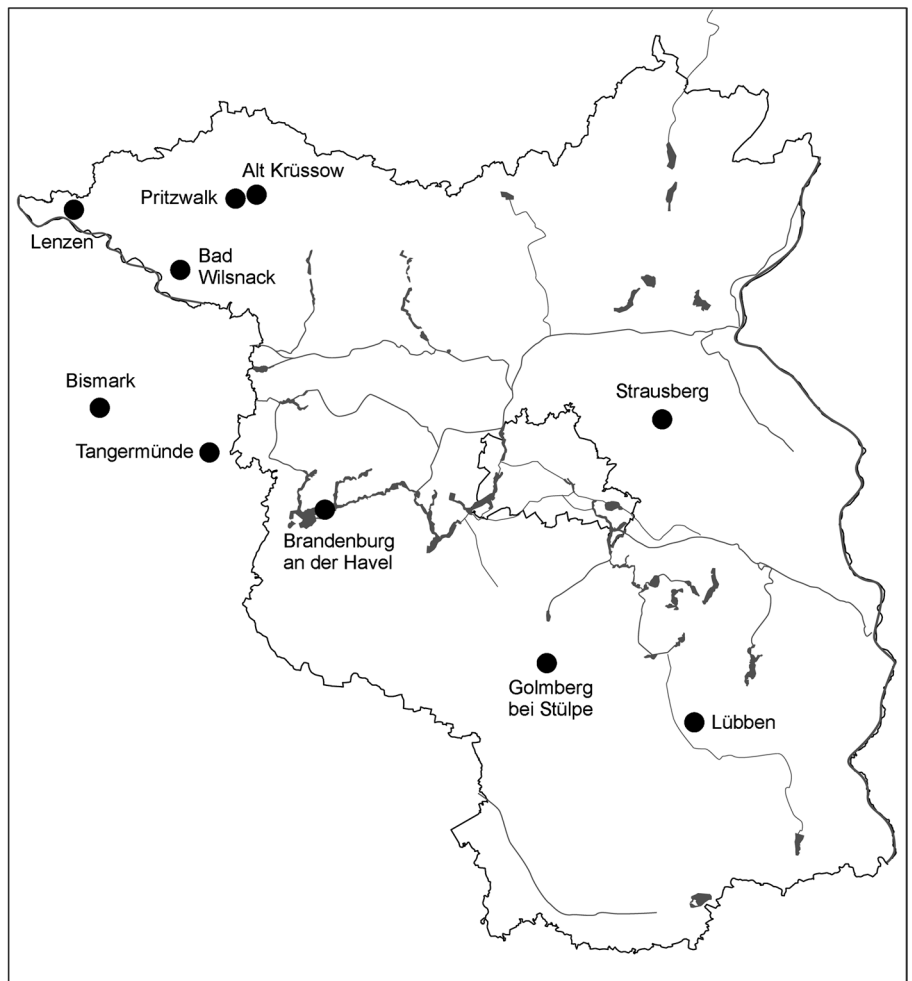 Alt Krüssow
Pritzwalk
Lenzen
Bad
Wilsnack
Bismark
Strausberg
Tangermünde
Brandenburg
an der Havel
Golmberg
bei Stülpe
Lübben